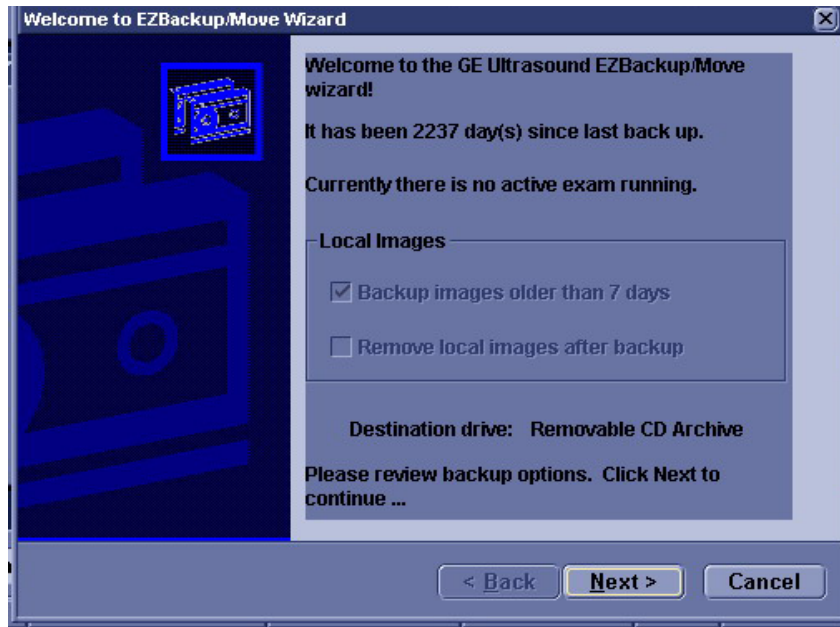 Welcome to EZBackup/Move Wizard
Welcome to the GE Ultrasound EZBackup/Move
wizard!
It has been 2237 day(s) since last back up.
Currently there is no active exam running.
Local Images
Backup images older than 7 days
Remove local images after backup
Destination drive: Removable CD Archive
Please review backup options. Click Next to
continue ...
< Back
Next >
Cancel